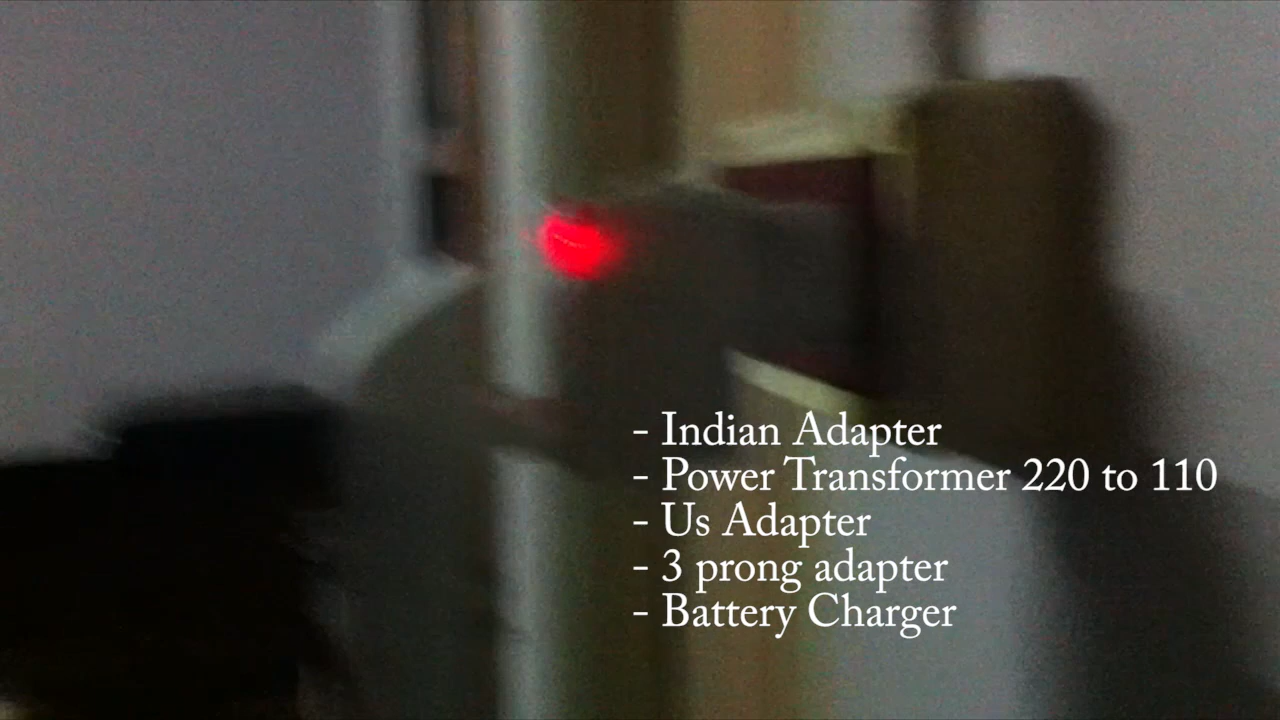 - Indian Adapter
- Power Transformer 220 to 110
- Us Adapter
- 3 prong adapter
- Battery Charger